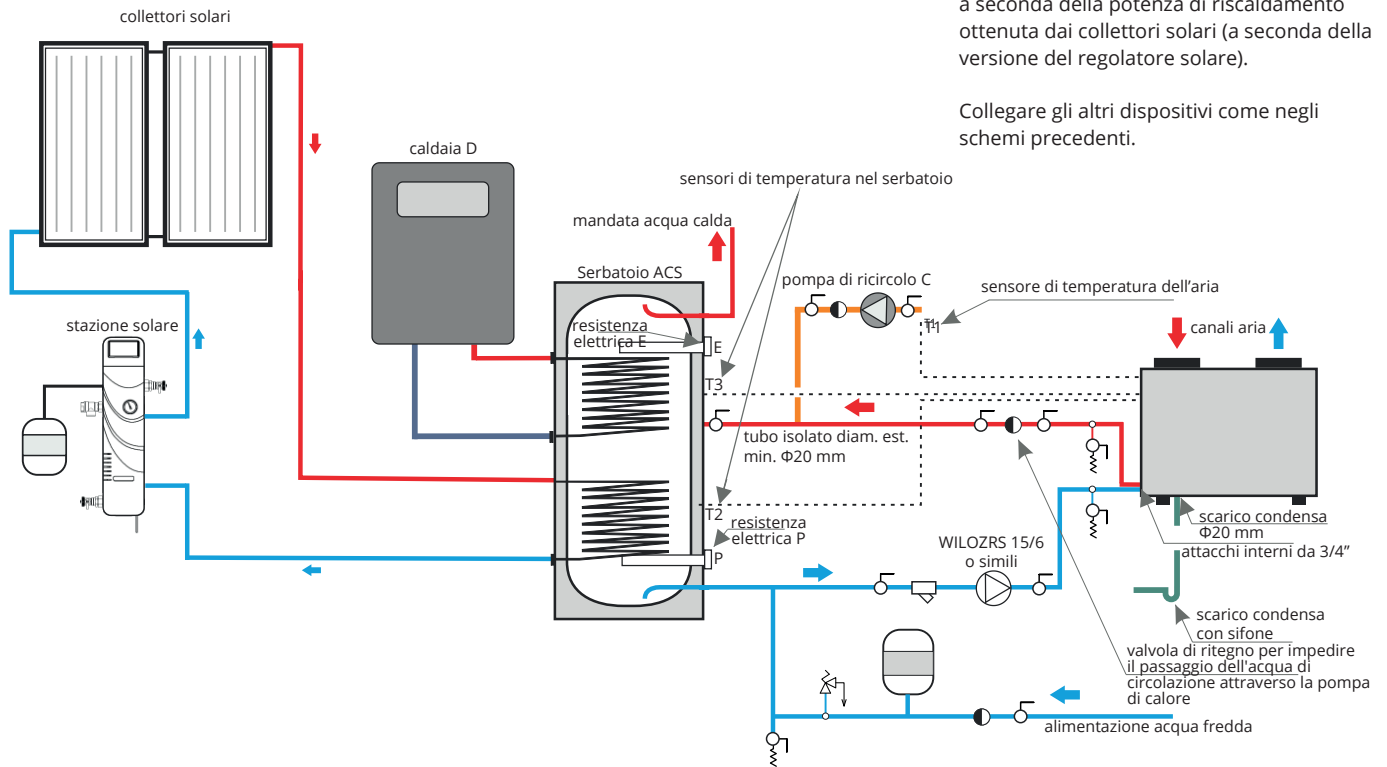 a seconda della potenza di riscaldamento
ottenuta dai collettori solari (a seconda della
versione del regolatore solare).
Collegare gli altri dispositivi come negli
schemi precedenti.
collettori solari
caldaia D
sensori di temperatura nel serbatoio
mandata acqua calda
Serbatoio ACS
pompa di ricircolo C
sensore di temperatura dell'aria
stazione solare
resistenza
elettrica E
E
T1
canali aria
T3
tubo isolato diam. est.
min. Φ20 mm
T2
resistenza
elettrica P
P
WILOZRS 15/6
o simili
scarico condensa
Φ20 mm
attacchi interni da 3/4”
scarico condensa
con sifone
valvola di ritegno per impedire
il passaggio dell'acqua di
circolazione attraverso la pompa
di calore
alimentazione acqua fredda